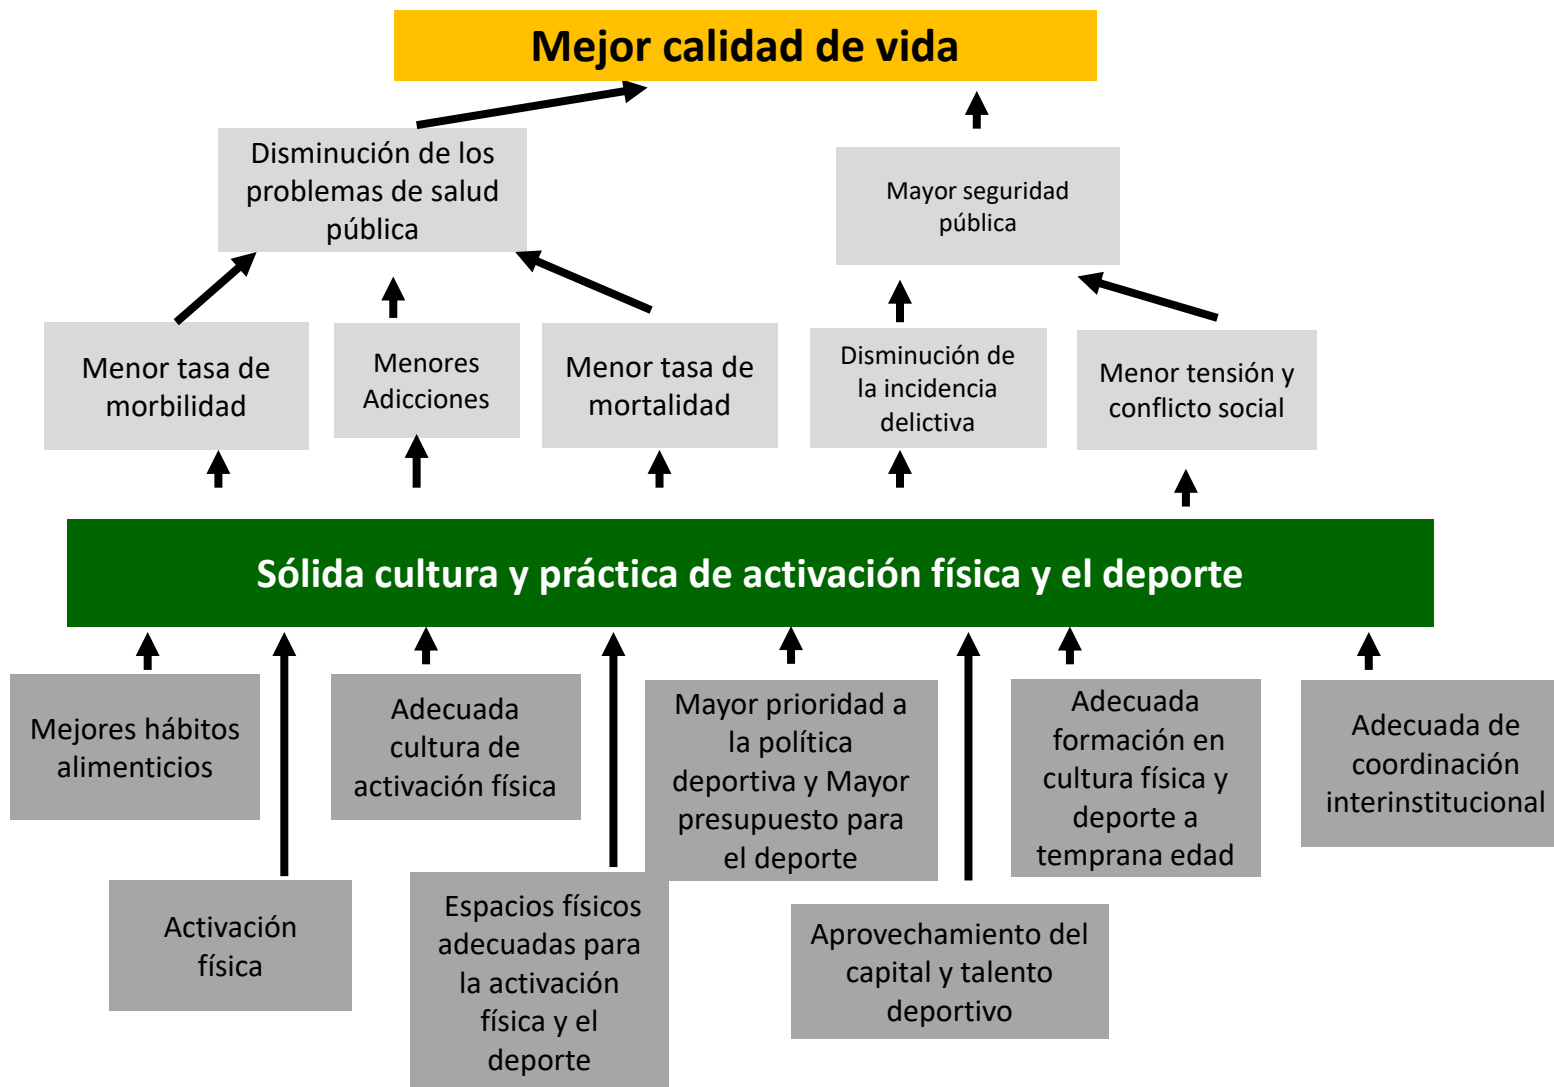 Mejor calidad de vida
Disminución de los
problemas de salud
pública
Mayor seguridad
pública
Menor tasa de
morbilidad
Menores
Adicciones
Menor tasa de
mortalidad
Disminución de
la incidencia
delictiva
Menor tensión y
conflicto social
Sólida cultura y práctica de activación física y el deporte
Mejores hábitos
alimenticios
Adecuada
cultura de
activación física
Mayor prioridad a
la política
deportiva y Mayor
presupuesto para
el deporte
Adecuada
formación en
cultura física y
deporte a
temprana edad
Adecuada de
coordinación
interinstitucional
Activación
física
Espacios físicos
adecuadas para
la activación
física y el
deporte
Aprovechamiento del
capital y talento
deportivo